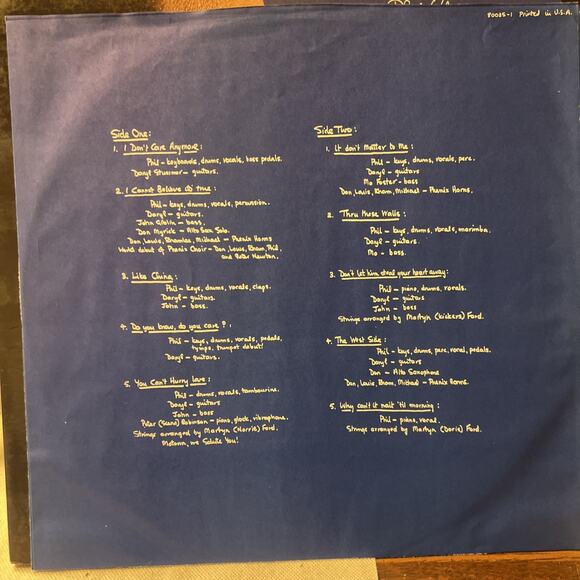 80035-1 Printed in U.S.A.
Side One:
1. I Don't Care Anymore:
Phil - keyboards, drums, vocals, bass pedals.
Daryl Stuermer - guitars.
2. I Cannot Believe it's true:
Phil - keys, drums, vocals, percussion.
Daryl - guitars.
John Giblin - bass.
Don Myrick - Alto Sax Solo.
Don, Louis, Rhamlee, Michael - Phenix Horns
World debut of Phenix Choir - Don, Louis, Rham, Phil,
and Peter Newton.
3. Like China:
Phil - keys, drums, vocals, claps.
Daryl - guitars.
John - bass.
4. Do you know, do you care?:
Phil - keys, drums, vocals, pedals,
tymps, trumpet debut!
Daryl - guitars.
5. You Can't Hurry Love:
Phil - drums, vocals, tambourine.
Daryl - guitars
John - bass
Peter (Sceno) Robinson - piano, glock, vibraphone.
Strings arranged by Martyn (Morris) Ford.
Motown, we Salute You!
Side Two:
1. It don't Matter to Me:
Phil - keys, drums, vocals, perc.
Daryl - guitars
Mo Foster - bass
Don, Louis, Rham, Michael - Phenix Horns.
2. Thru these Walls:
Phil - keys, drums, vocals, marimba.
Daryl - guitars.
Mo - bass.
3. Don't let him steal your heart away:
Phil - piano, drums, vocals.
Daryl - guitars
John - bass
Strings arranged by Martyn (kickers) Ford.
4. The West Side:
Phil - keys, drums, perc, vocal, pedals.
Daryl - guitars
Don - Alto Saxophone
Don, Louis, Rham, Michael - Phenix Horns.
5. Why can't it wait 'til morning:
Phil - piano, vocal.
Strings arranged by Martyn (Doris) Ford.